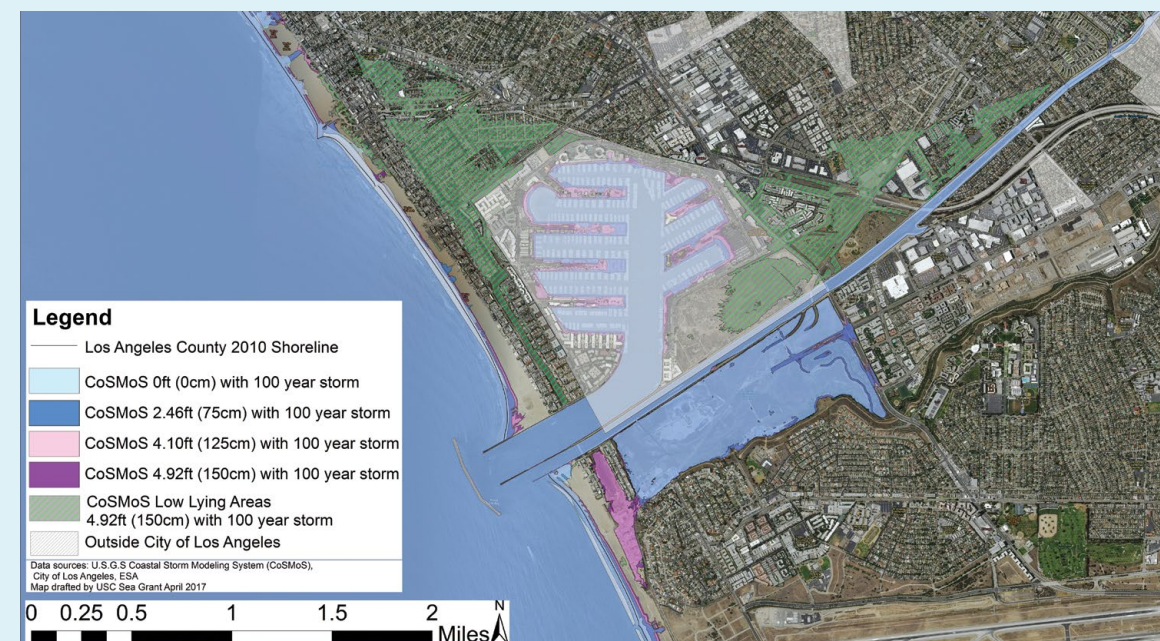 Legend
Los Angeles County 2010 Shoreline
CoSMoS 0ft (0cm) with 100 year storm
CoSMoS 2.46ft (75cm) with 100 year storm
CoSMoS 4.10ft (125cm) with 100 year storm
CoSMoS 4.92ft (150cm) with 100 year storm
CoSMoS Low Lying Areas
4.92ft (150cm) with 100 year storm
Outside City of Los Angeles
Data sources: U.S.G.S Coastal Storm Modeling System (CoSMoS),
City of Los Angeles, ESA
Map drafted by USC Sea Grant April 2017
0 0.25 0.5 1 1.5 2
Miles
N